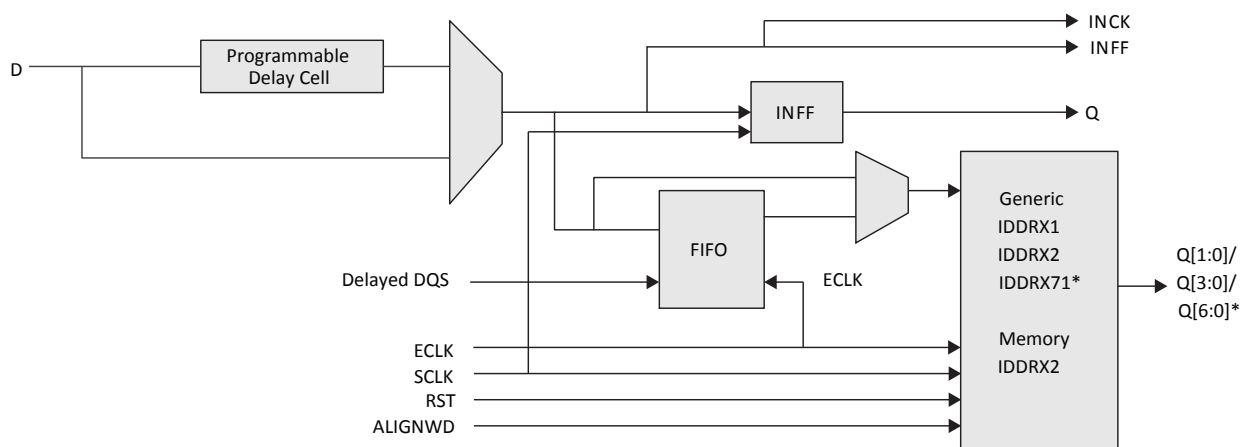 INCK
INFF
D
Programmable
Delay Cell
INFF
Q
Generic
IDDRX1
IDDRX2
IDDRX71*
Memory
IDDRX2
FIFO
Delayed DQS
ECLK
Q[1:0]/
Q[3:0]/
Q[6:0]*
ECLK
SCLK
RST
ALIGNWD